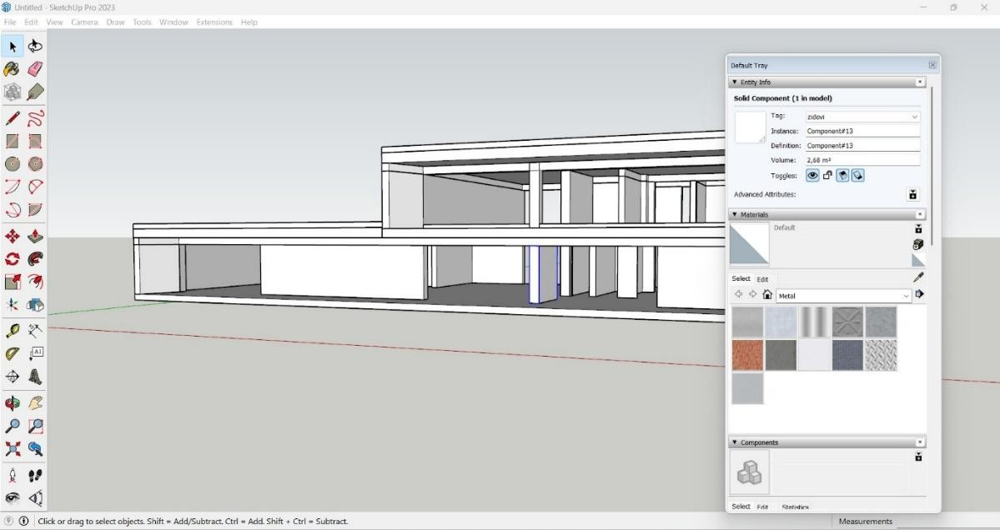 Untitled - SketchUp Pro 2023
File Edit View Camera Draw Tools Window Extensions Help
Default Tray
Entity Info
Solid Component (1 in model)
Tag: zidovi
Instance: Component#13
Definition: Component#13
Volume: 2,68 m³
Toggles:
Advanced Attributes:
Materials
Default
Select Edit
Metal
Components
Select Edit Statistics
A1
Click or drag to select objects. Shift = Add/Subtract. Ctrl = Add. Shift + Ctrl = Subtract.
Measurements